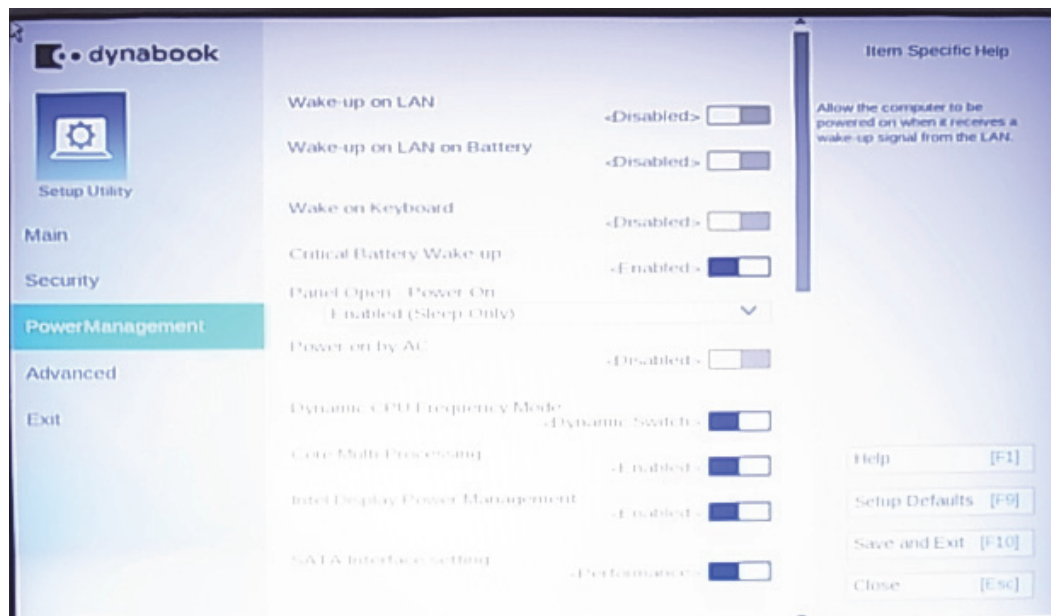 dynabook
Setup Utility
Main
Security
PowerManagement
Advanced
Exit
Wake-up on LAN
<Disabled>
Wake-up on LAN on Battery
<Disabled>
Wake on Keyboard
<Disabled>
Critical Battery Wake-up
<Enabled>
Panel Open - Power On
Enabled (Sleep Only)
Power on by AC
<Disabled>
Dynamic CPU Frequency Mode
<Dynamic Switch>
Core Multi-Processing
<Enabled>
Intel Display Power Management
<Enabled>
SATA Interface setting
<Performance>
Item Specific Help
Allow the computer to be
powered on when it receives a
wake-up signal from the LAN.
Help [F1]
Setup Defaults [F9]
Save and Exit [F10]
Close [Esc]